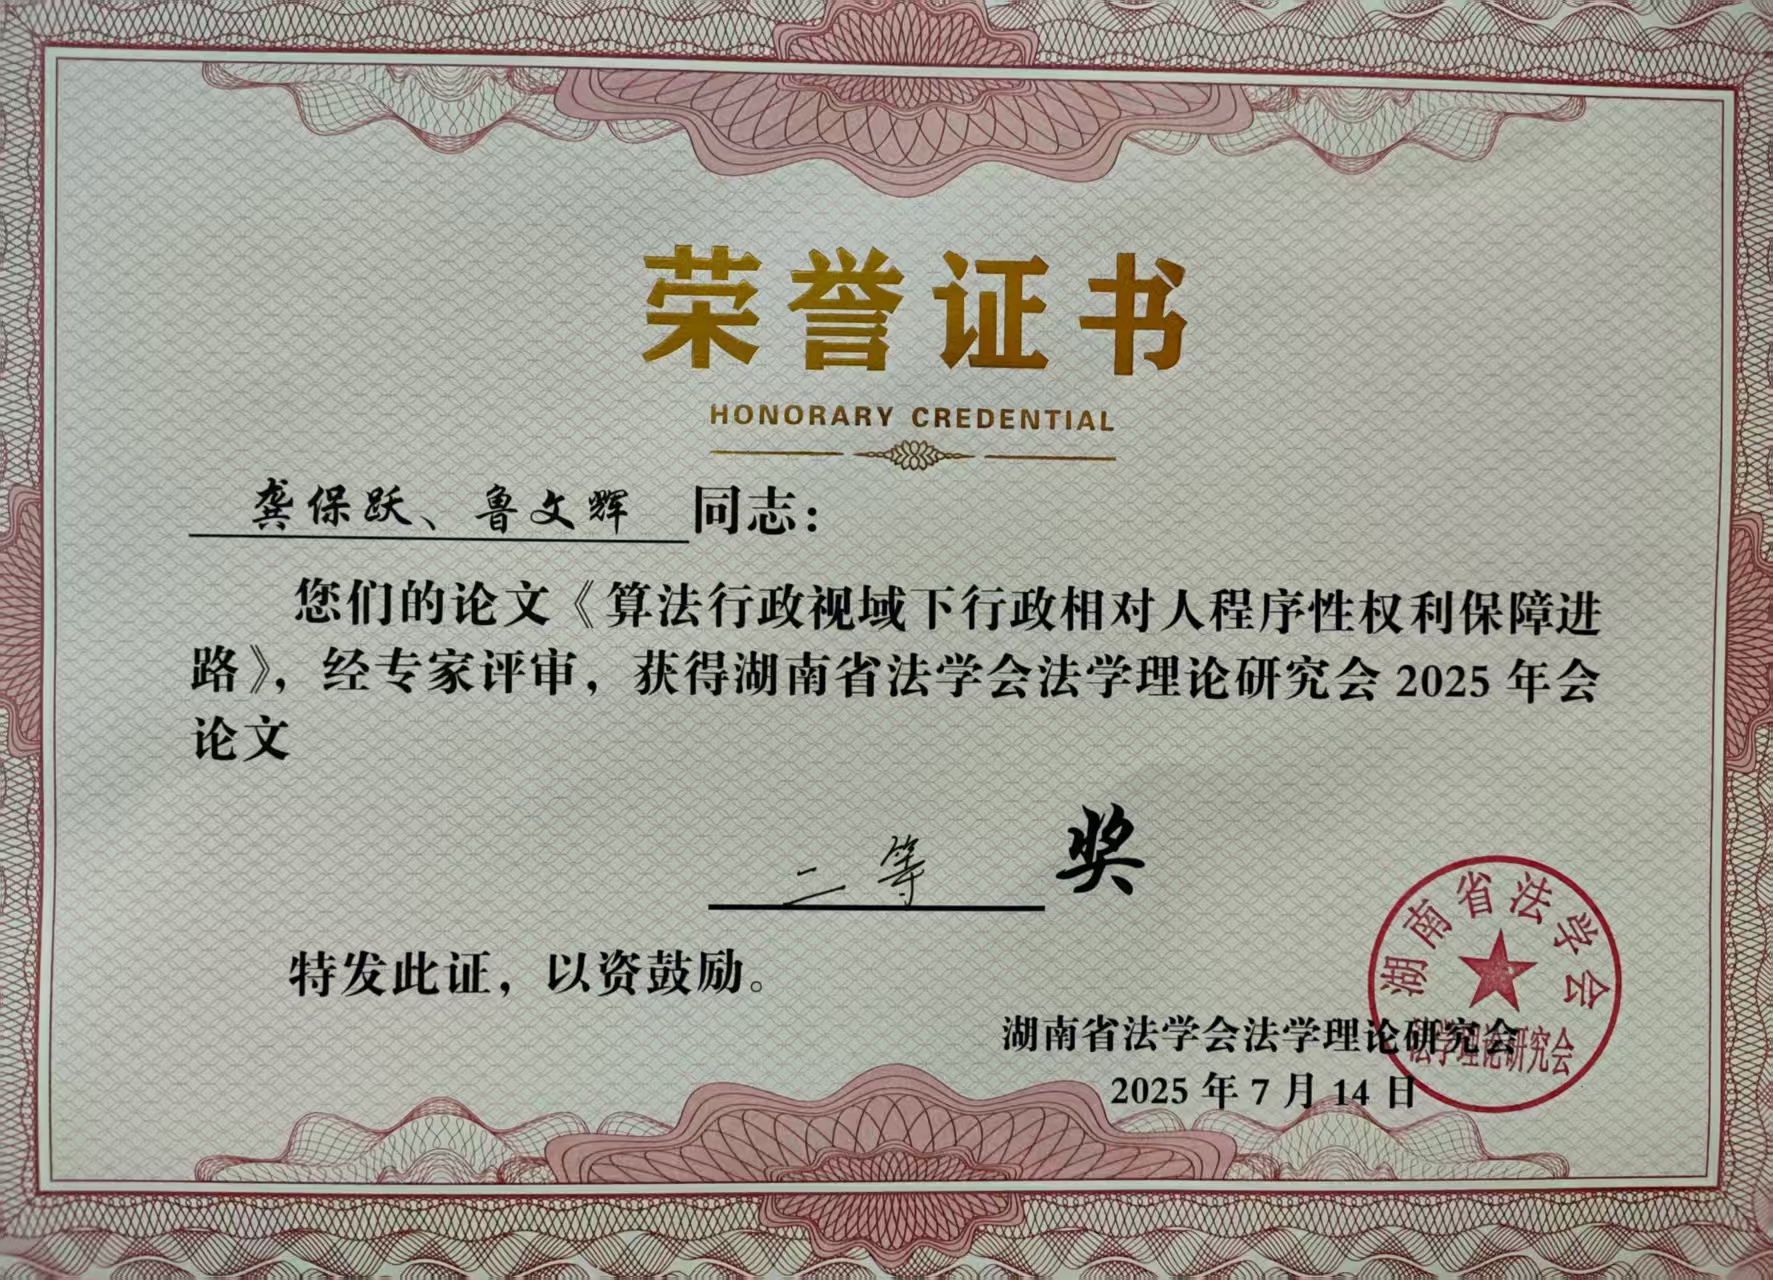 荣誉证书
HONORARY CREDENTIAL
龚保跃、鲁文辉 同志：
您们的论文《算法行政视域下行政相对人程序性权利保障进
路》，经专家评审，获得湖南省法学会法学理论研究会 2025 年会
论文
二等 奖
特发此证，以资鼓励。
湖南省法学会
湖南省法学会法学理论研究会
法学理论研究会
2025 年 7 月 14 日